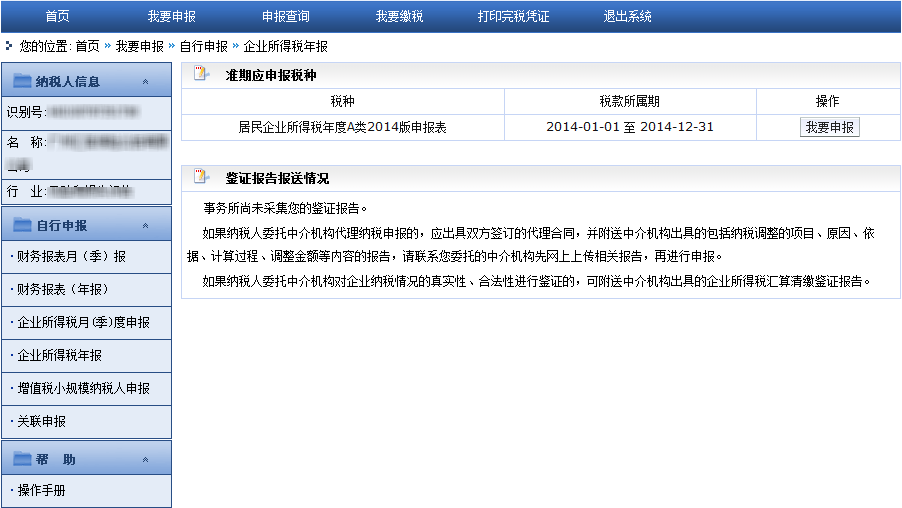 首页 我要申报 申报查询 我要缴税 打印完税凭证 退出系统
您的位置: 首页 » 我要申报 » 自行申报 » 企业所得税年报
纳税人信息
识别号:
名 称:
行 业:
自行申报
·财务报表月（季）报
·财务报表（年报）
·企业所得税月(季)度申报
·企业所得税年报
·增值税小规模纳税人申报
·关联申报
帮 助
·操作手册
准期应申报税种
税种 税款所属期 操作
居民企业所得税年度A类2014版申报表 2014-01-01 至 2014-12-31 我要申报
鉴证报告报送情况
事务所尚未采集您的鉴证报告。
如果纳税人委托中介机构代理纳税申报的，应出具双方签订的代理合同，并附送中介机构出具的包括纳税调整的项目、原因、依
据、计算过程、调整金额等内容的报告，请联系您委托的中介机构先网上上传相关报告，再进行申报。
如果纳税人委托中介机构对企业纳税情况的真实性、合法性进行鉴证的，可附送中介机构出具的企业所得税汇算清缴鉴证报告。